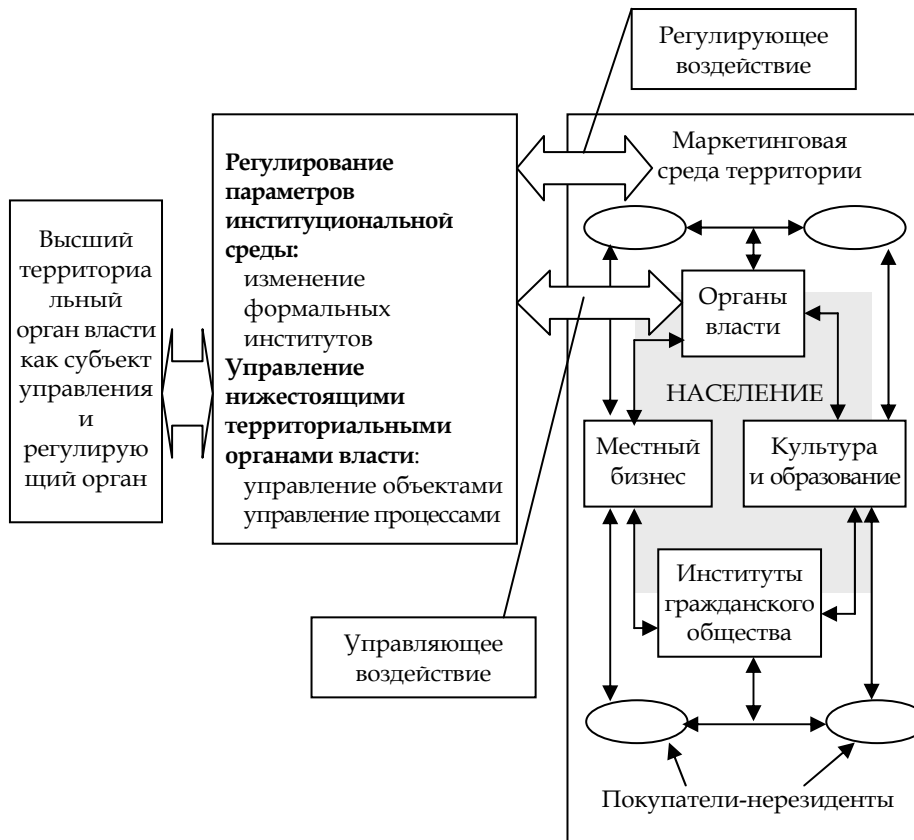 Регулирующее
воздействие
Высший
территориа
льный
орган власти
как субъект
управления
и
регулирую
щий орган
Регулирование
параметров
институциональной
среды:
изменение
формальных
институтов
Управление
нижестоящими
территориальными
органами власти:
управление объектами
управление процессами
Управляющее
воздействие
Маркетинговая
среда территории
Органы
власти
НАСЕЛЕНИЕ
Местный
бизнес
Культура
и образование
Институты
гражданского
общества
Покупатели-нерезиденты